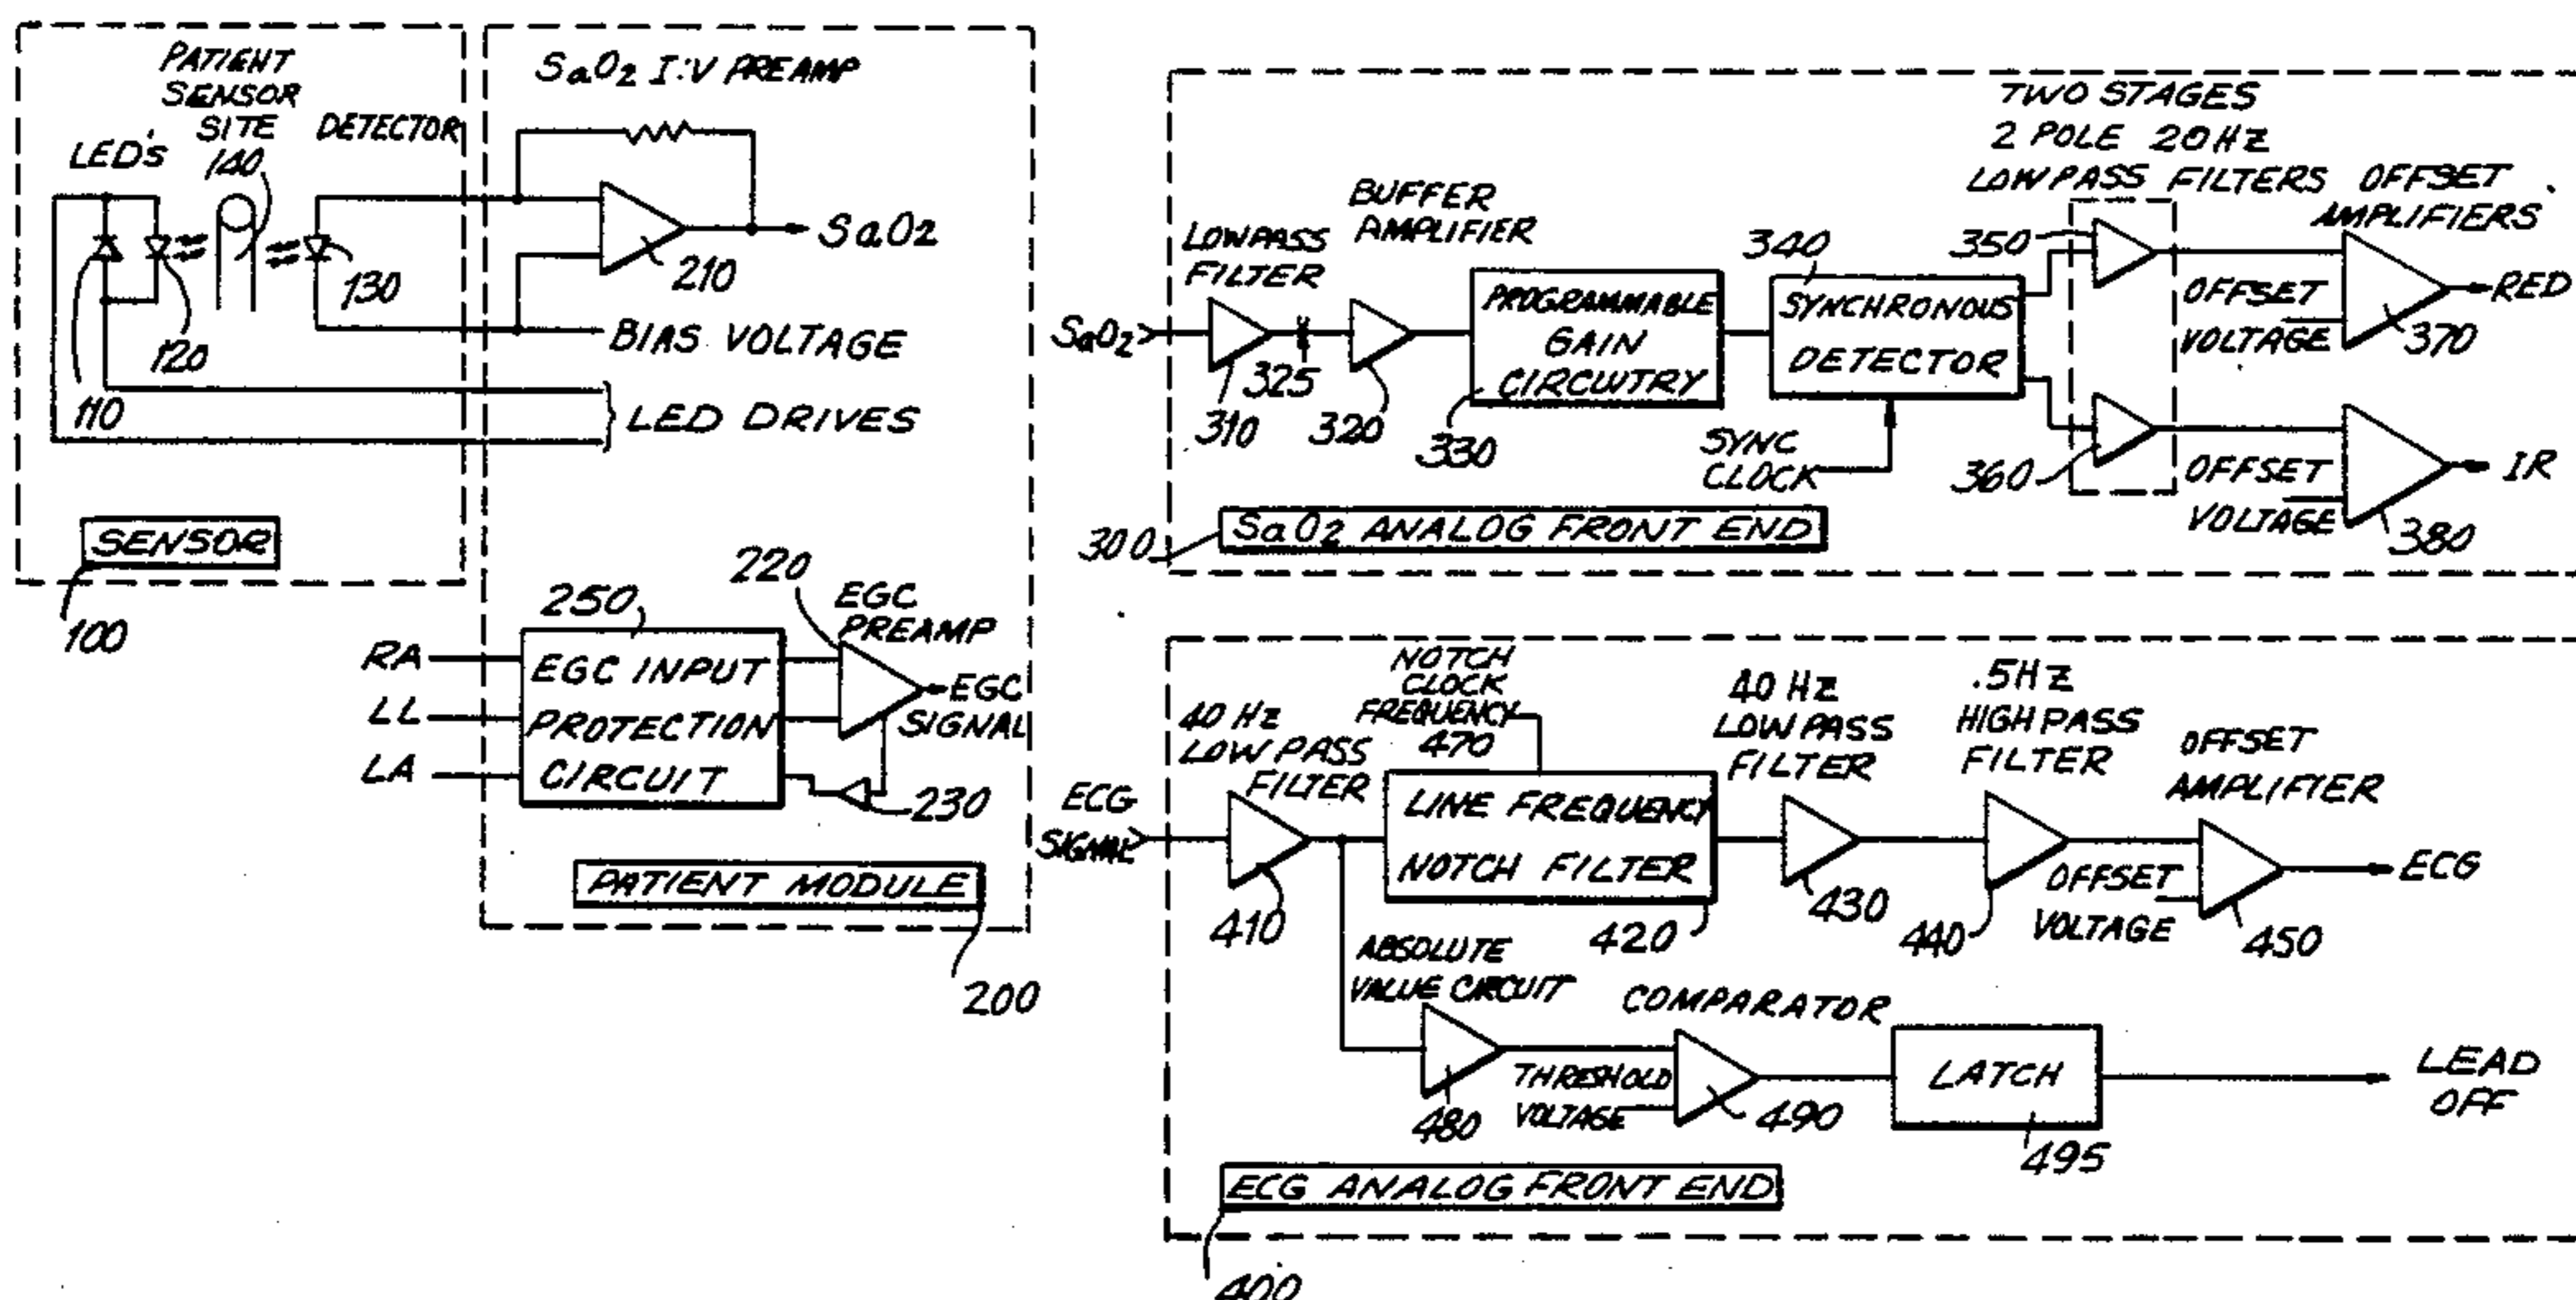 PATIENT
SENSOR
SITE
140
LED's
DETECTOR
110
120
130
SENSOR
100
SaO2 I:V PREAMP
210
SaO2
BIAS VOLTAGE
LED DRIVES
RA
LL
LA
250
EGC INPUT
PROTECTION
CIRCUIT
220
EGC
PREAMP
EGC
SIGNAL
230
PATIENT MODULE
200
TWO STAGES
2 POLE 20HZ
LOW PASS FILTERS
OFFSET
AMPLIFIERS
SaO2
LOWPASS
FILTER
310
325
BUFFER
AMPLIFIER
320
PROGRAMMABLE
GAIN
CIRCUITRY
330
340
SYNCHRONOUS
DETECTOR
SYNC
CLOCK
350
360
OFFSET
VOLTAGE
370
RED
OFFSET
VOLTAGE
380
IR
300
SaO2 ANALOG FRONT END
ECG
SIGNAL
40 HZ
LOW PASS
FILTER
410
NOTCH
CLOCK
FREQUENCY
470
LINE FREQUENCY
NOTCH FILTER
420
40 HZ
LOW PASS
FILTER
430
.5HZ
HIGH PASS
FILTER
440
OFFSET
AMPLIFIER
OFFSET
VOLTAGE
450
ECG
ABSOLUTE
VALUE CIRCUIT
480
COMPARATOR
THRESHOLD
VOLTAGE
490
LATCH
495
LEAD
OFF
ECG ANALOG FRONT END
400